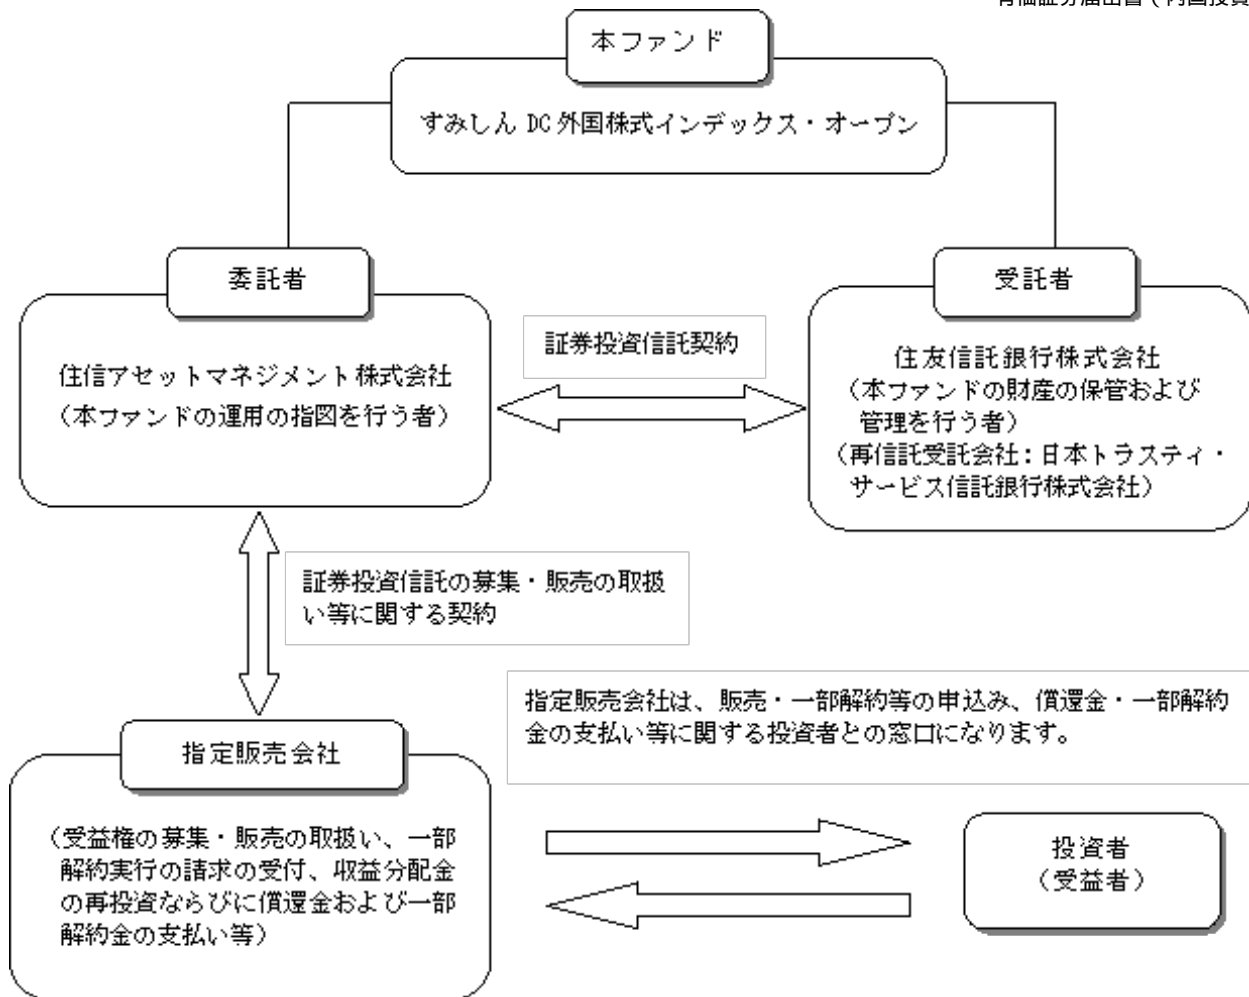 有価証券届出書（内国投資
本ファンド
すみしん DC 外国株式インデックス・オープン
委託者
受託者
住信アセットマネジメント株式会社
（本ファンドの運用の指図を行う者）
証券投資信託契約
住友信託銀行株式会社
（本ファンドの財産の保管および
管理を行う者）
（再信託受託会社：日本トラスティ・
サービス信託銀行株式会社）
証券投資信託の募集・販売の取扱
い等に関する契約
指定販売会社は、販売・一部解約等の申込み、償還金・一部解約
金の支払い等に関する投資者との窓口になります。
指定販売会社
（受益権の募集・販売の取扱い、一部
解約実行の請求の受付、収益分配金
の再投資ならびに償還金および一部
解約金の支払い等）
投資者
（受益者）